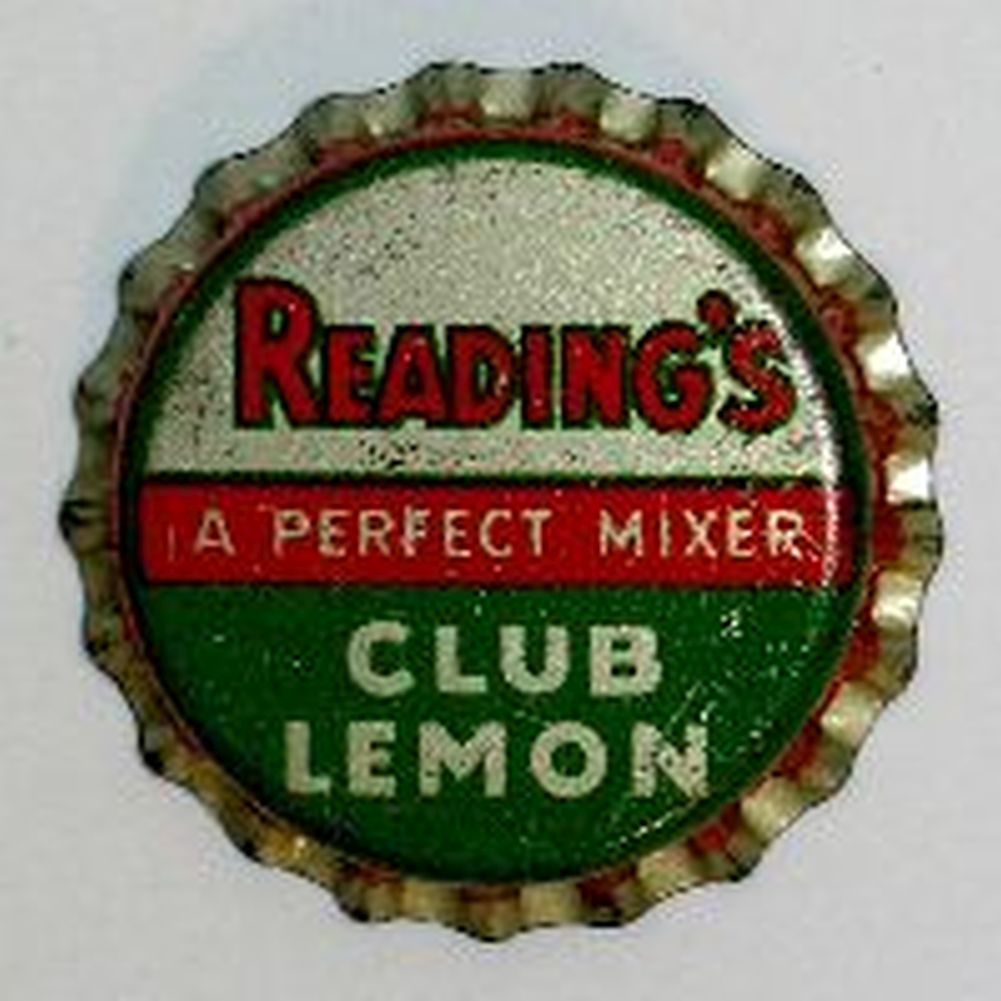 READING'S
A PERFECT MIXER
CLUB
LEMON